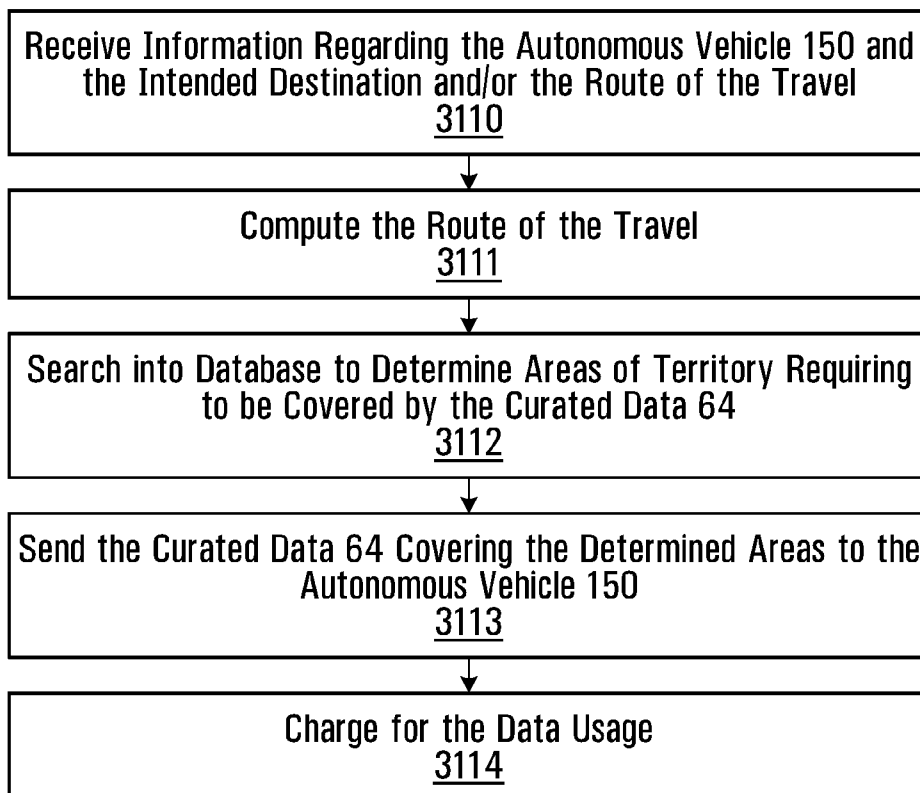 Receive Information Regarding the Autonomous Vehicle 150 and
the Intended Destination and/or the Route of the Travel
3110
Compute the Route of the Travel
3111
Search into Database to Determine Areas of Territory Requiring
to be Covered by the Curated Data 64
3112
Send the Curated Data 64 Covering the Determined Areas to the
Autonomous Vehicle 150
3113
Charge for the Data Usage
3114